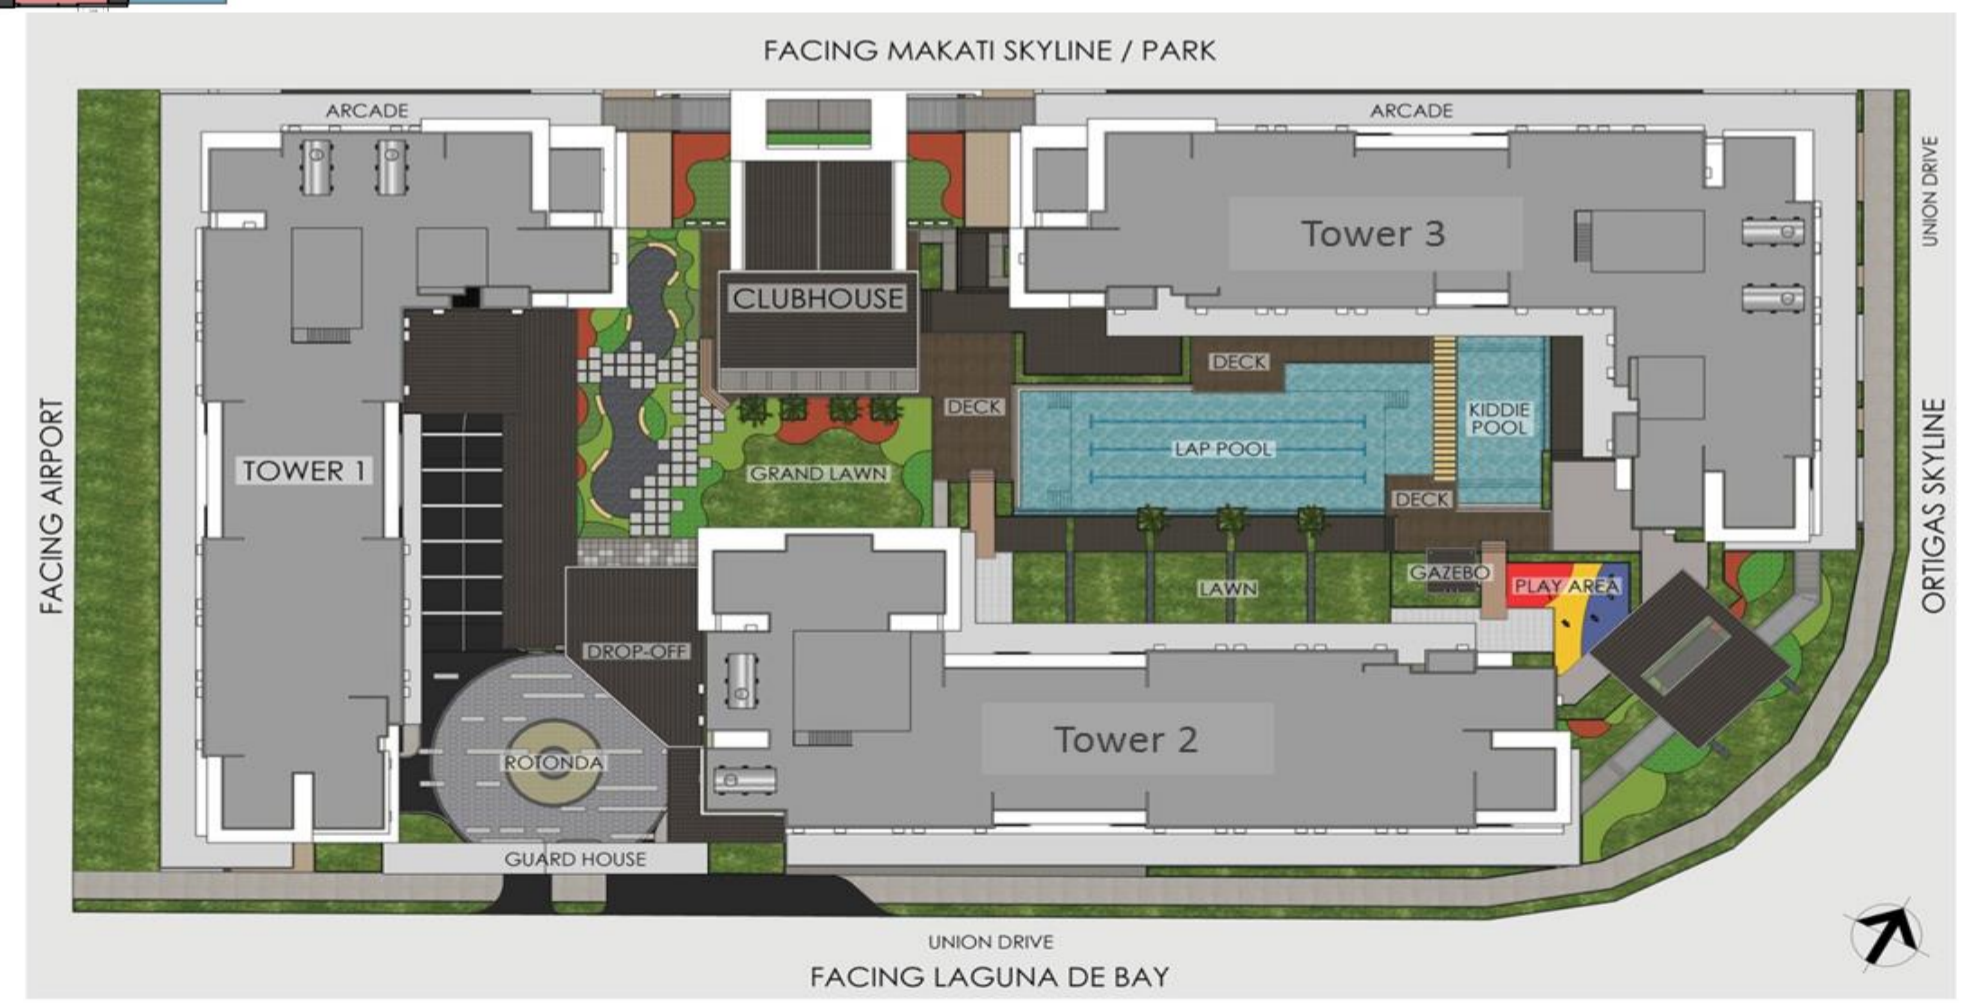 FACING MAKATI SKYLINE / PARK
ARCADE
ARCADE
UNION DRIVE
Tower 3
CLUBHOUSE
DECK
DECK
KIDDIE
POOL
LAP POOL
TOWER 1
GRAND LAWN
DECK
FACING AIRPORT
ORTIGAS SKYLINE
GAZEBO
PLAY AREA
LAWN
DROP-OFF
Tower 2
ROTONDA
GUARD HOUSE
UNION DRIVE
FACING LAGUNA DE BAY